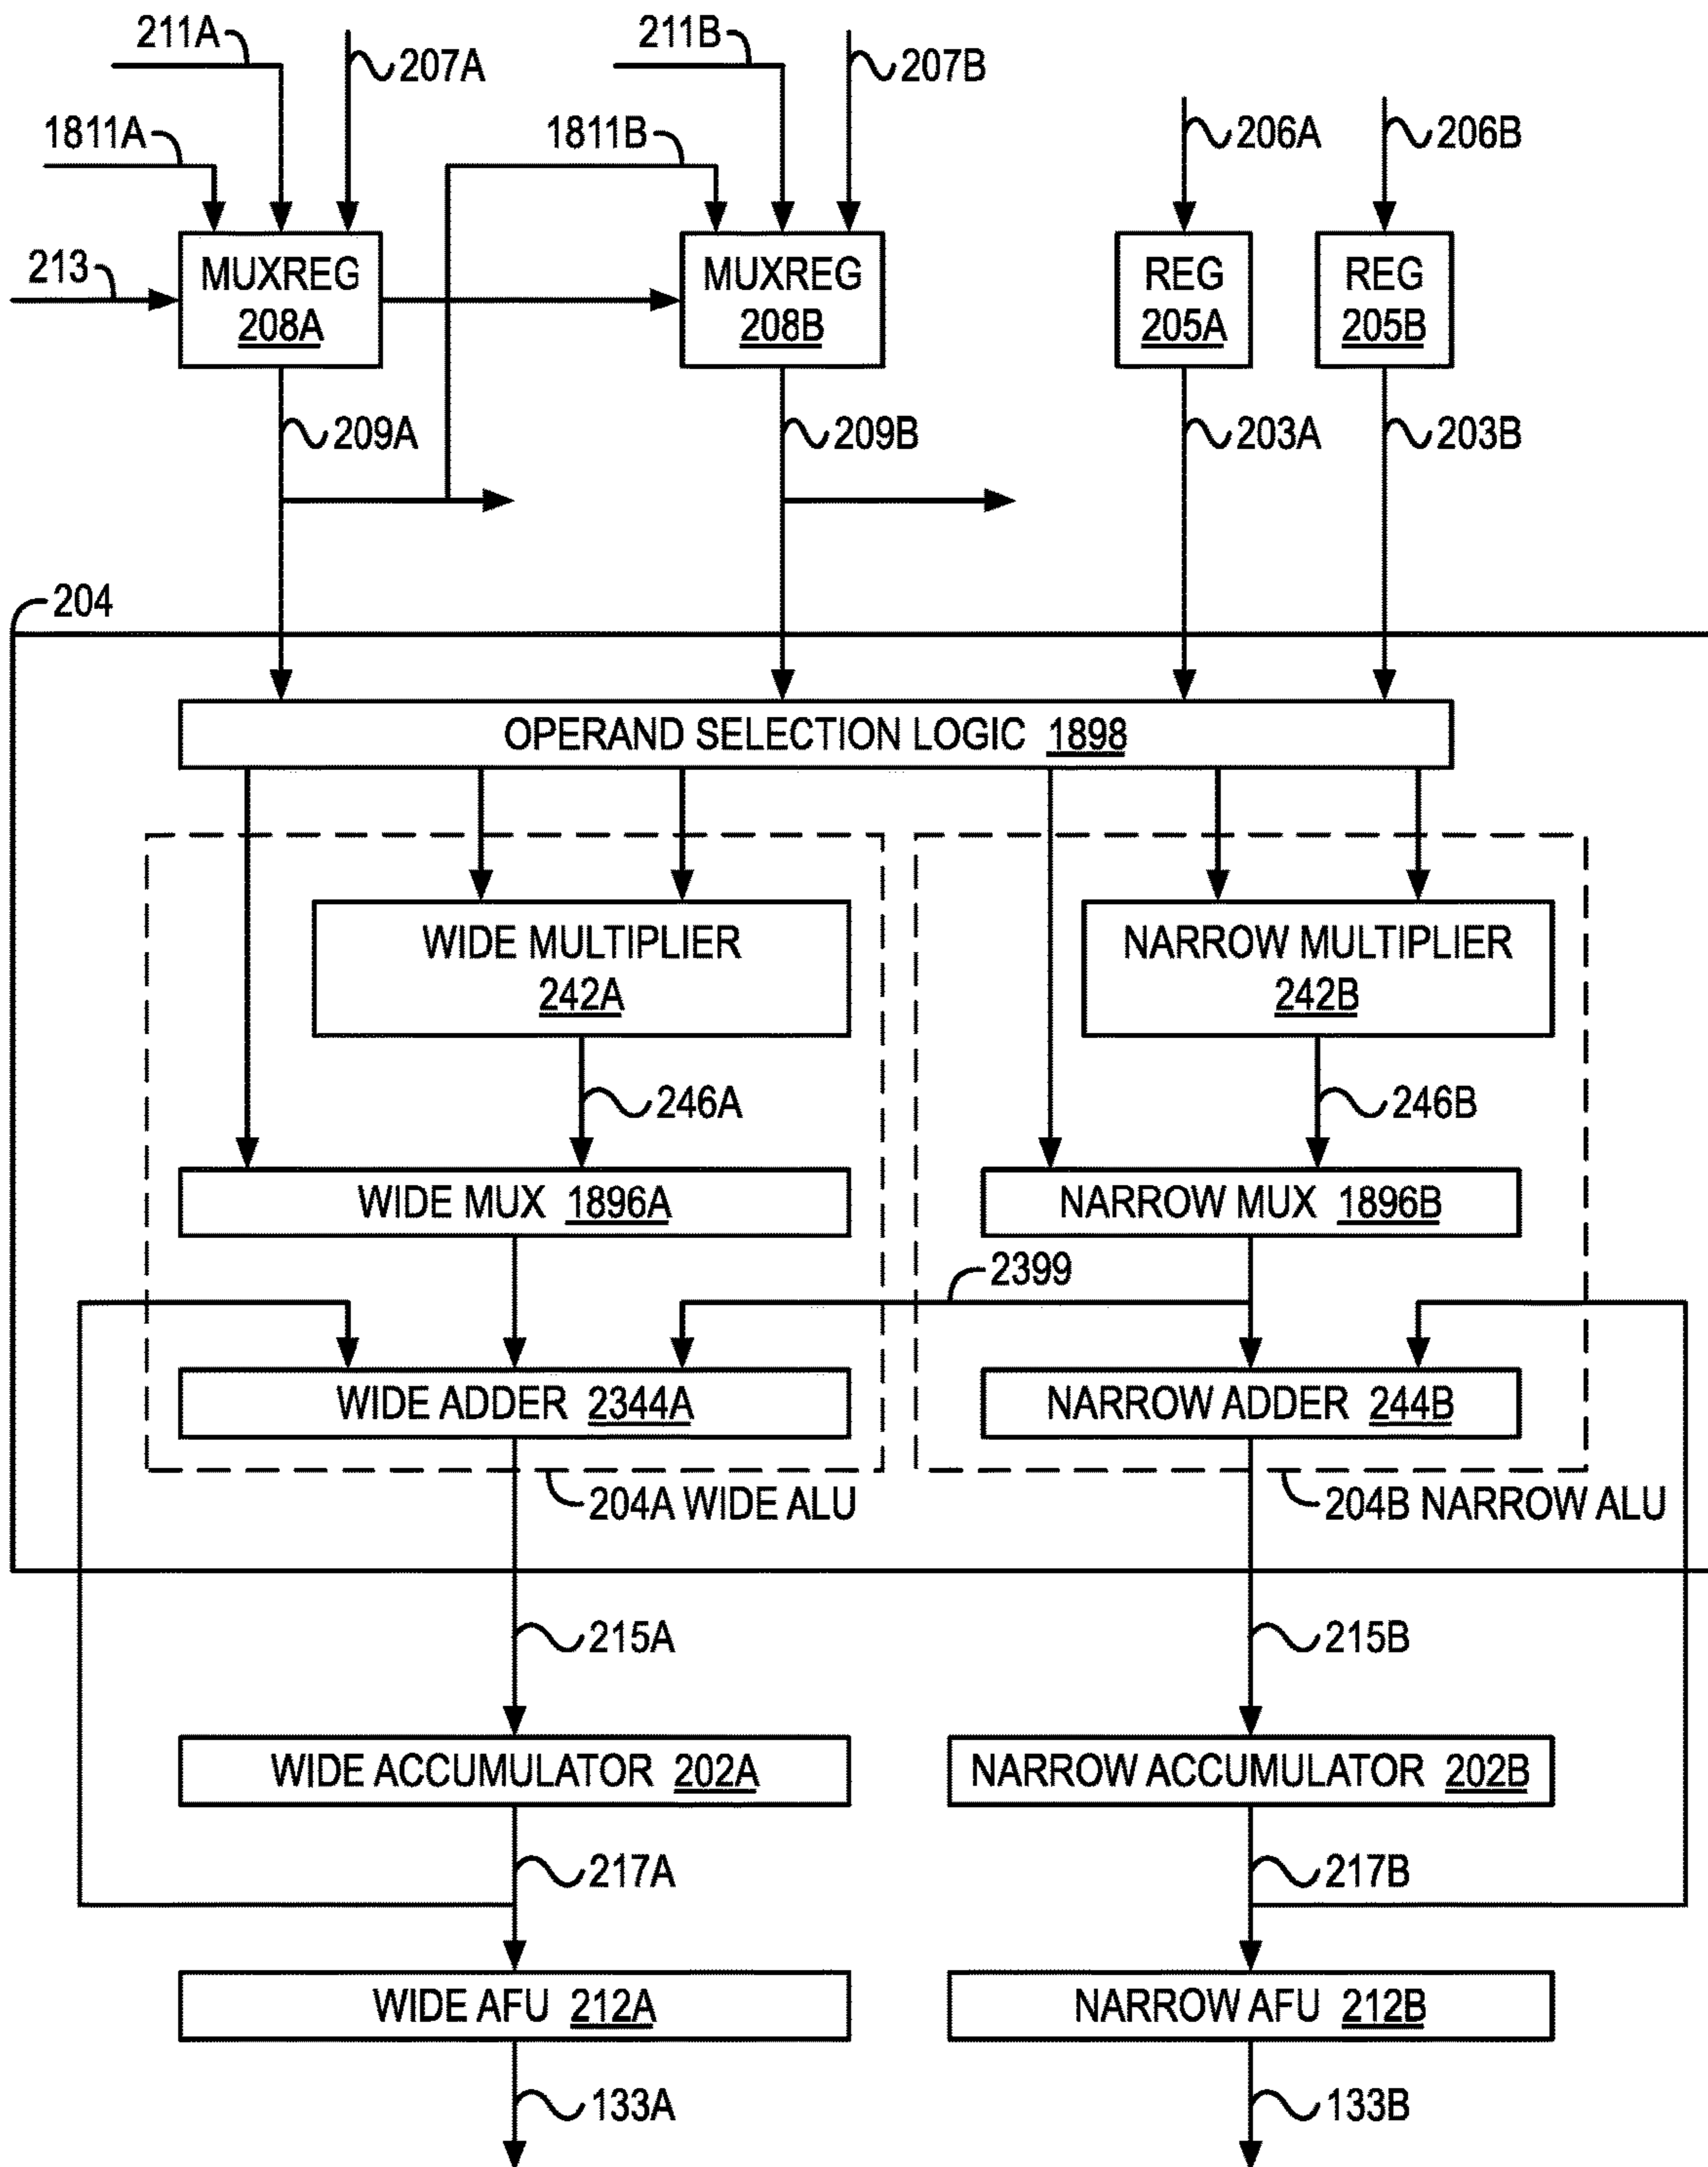 211A
207A
211B
207B
1811A
1811B
206A
206B
213
MUXREG
208A
MUXREG
208B
REG
205A
REG
205B
209A
209B
203A
203B
204
OPERAND SELECTION LOGIC 1898
WIDE MULTIPLIER
242A
NARROW MULTIPLIER
242B
246A
246B
WIDE MUX 1896A
NARROW MUX 1896B
2399
WIDE ADDER 2344A
NARROW ADDER 244B
204A WIDE ALU
204B NARROW ALU
215A
215B
WIDE ACCUMULATOR 202A
NARROW ACCUMULATOR 202B
217A
217B
WIDE AFU 212A
NARROW AFU 212B
133A
133B